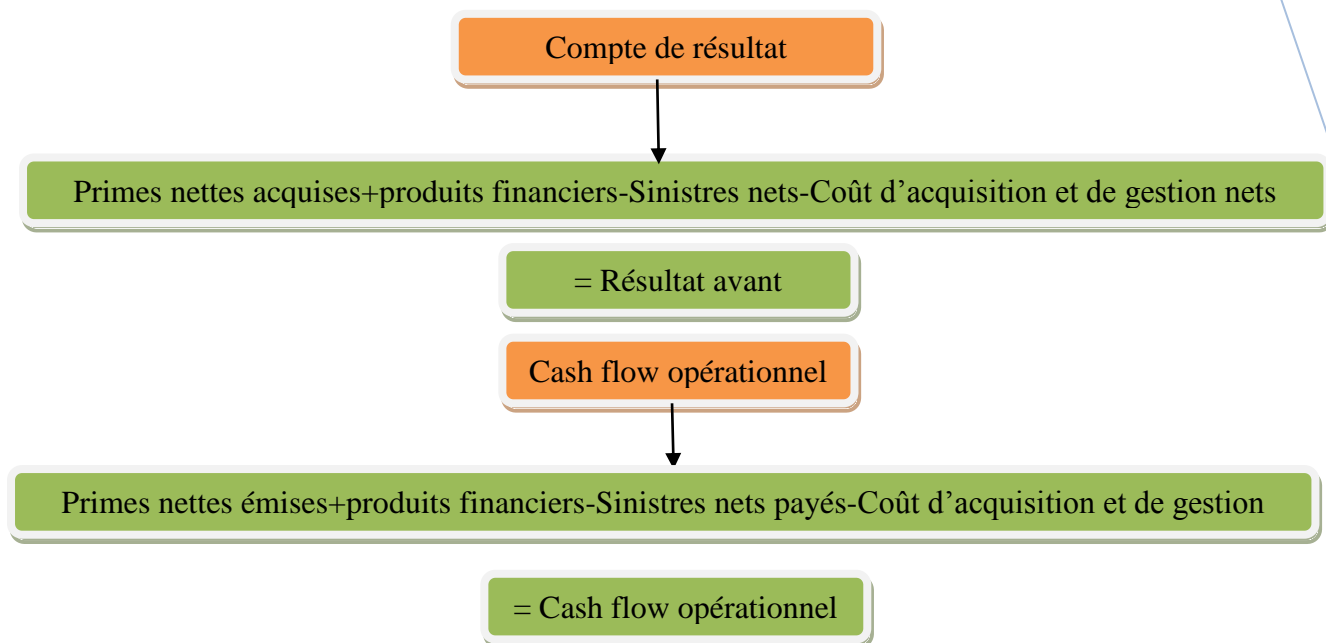 Compte de résultat
Primes nettes acquises+produits financiers-Sinistres nets-Coût d’acquisition et de gestion nets
= Résultat avant
Cash flow opérationnel
Primes nettes émises+produits financiers-Sinistres nets payés-Coût d’acquisition et de gestion
= Cash flow opérationnel